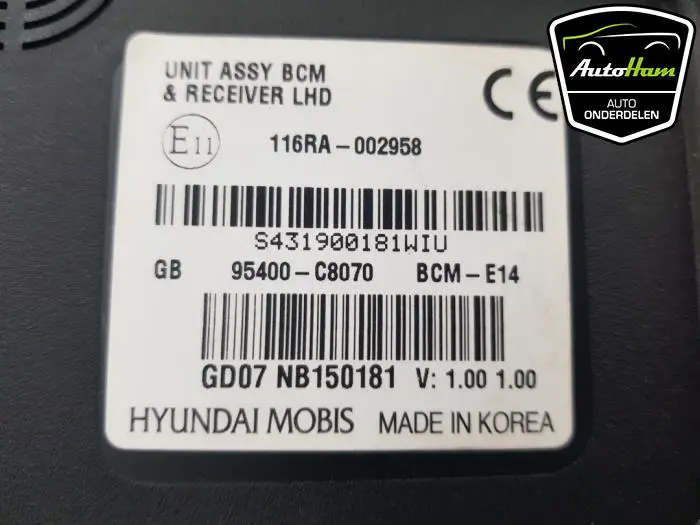 UNIT ASSY BCM
& RECEIVER LHD
CE
E11
116RA-002958
S431900181WIU
GB 95400-C8070 BCM-E14
GD07 NB150181 V: 1.00 1.00
HYUNDAI MOBIS MADE IN KOREA
AutoHam
AUTO
ONDERDELEN